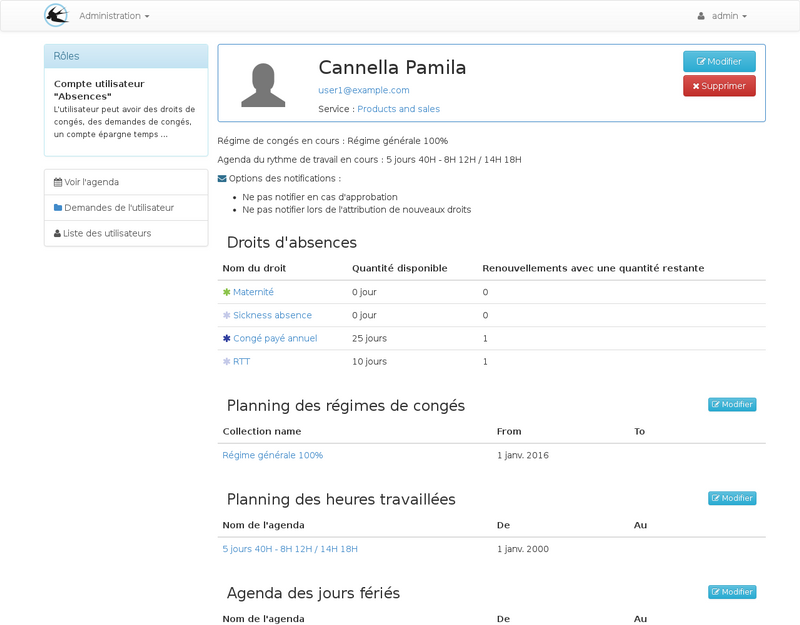 Administration
admin
Rôles
Compte utilisateur
"Absences"
L'utilisateur peut avoir des droits de
congés, des demandes de congés,
un compte épargne temps ...
Voir l'agenda
Demandes de l'utilisateur
Liste des utilisateurs
Cannella Pamila
user1@example.com
Service : Products and sales
Modifier
Supprimer
Régime de congés en cours : Régime générale 100%
Agenda du rythme de travail en cours : 5 jours 40H - 8H 12H / 14H 18H
Options des notifications :
Ne pas notifier en cas d'approbation
Ne pas notifier lors de l'attribution de nouveaux droits
Droits d'absences
Nom du droit Quantité disponible Renouvellements avec une quantité restante
Maternité 0 jour 0
Sickness absence 0 jour 0
Congé payé annuel 25 jours 1
RTT 10 jours 1
Planning des régimes de congés Modifier
Collection name From To
Régime générale 100% 1 janv. 2016
Planning des heures travaillées Modifier
Nom de l'agenda De Au
5 jours 40H - 8H 12H / 14H 18H 1 janv. 2000
Agenda des jours fériés Modifier
Nom de l'agenda De Au